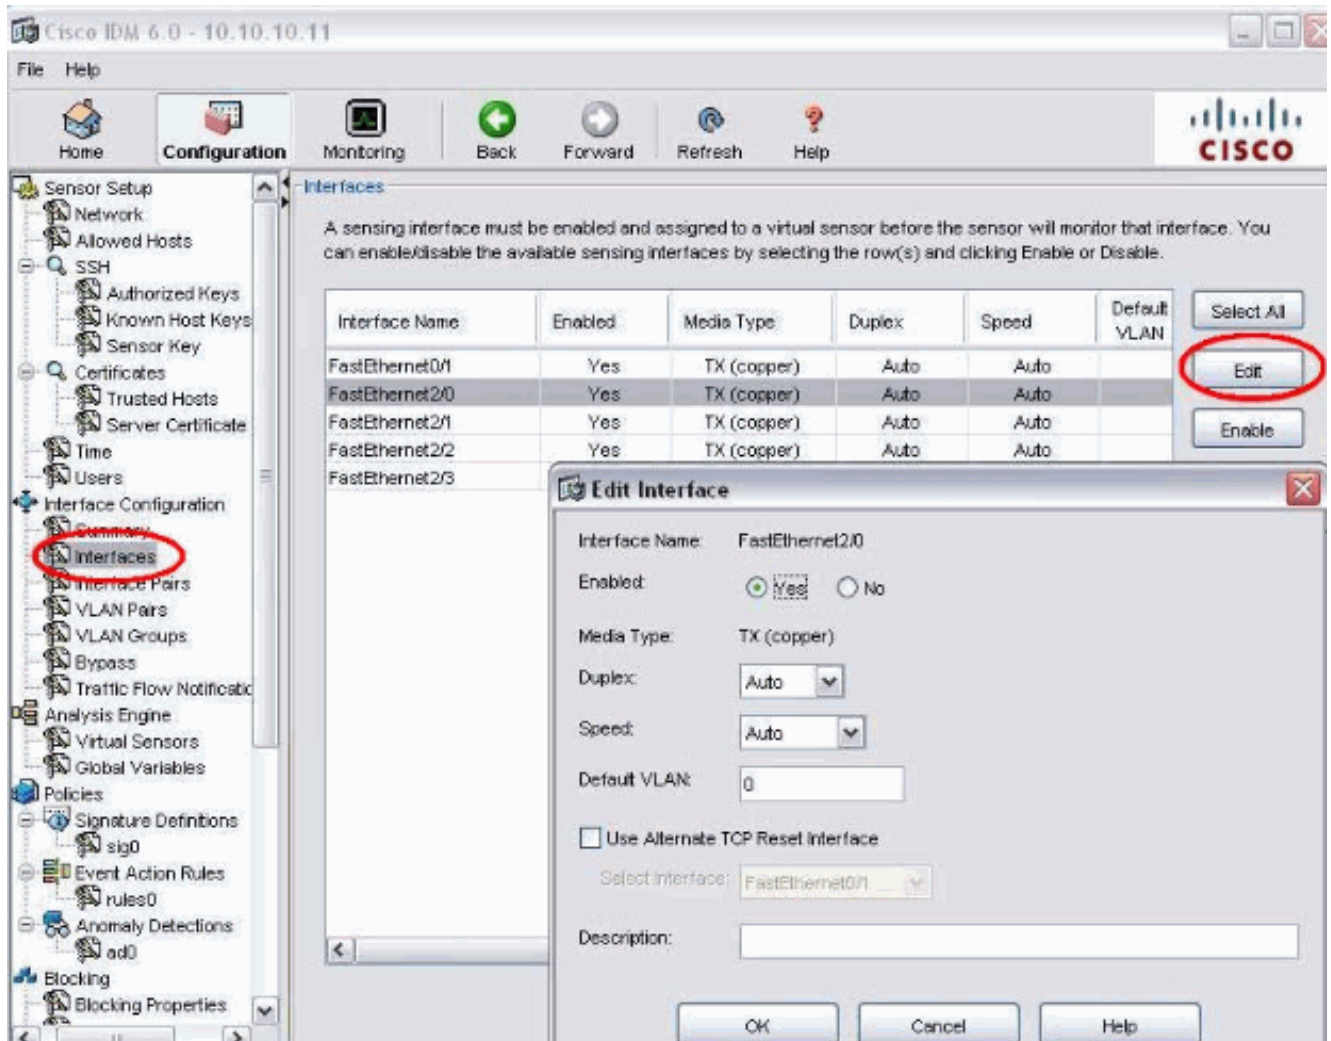 Cisco IDM 6.0 - 10.10.10.11
File Help
Home Configuration Monitoring Back Forward Refresh Help
CISCO
Sensor Setup
Network
Allowed Hosts
SSH
Authorized Keys
Known Host Keys
Sensor Key
Certificates
Trusted Hosts
Server Certificate
Time
Users
Interface Configuration
Summary
Interfaces
Interface Pairs
VLAN Pairs
VLAN Groups
Bypass
Traffic Flow Notificatic
Analysis Engine
Virtual Sensors
Global Variables
Policies
Signature Definitions
sig0
Event Action Rules
rules0
Anomaly Detections
ad0
Blocking
Blocking Properties
Interfaces
A sensing interface must be enabled and assigned to a virtual sensor before the sensor will monitor that interface. You
can enable/disable the available sensing interfaces by selecting the row(s) and clicking Enable or Disable.
Interface Name Enabled Media Type Duplex Speed Default VLAN
FastEthernet0/1 Yes TX (copper) Auto Auto
FastEthernet2/0 Yes TX (copper) Auto Auto
FastEthernet2/1 Yes TX (copper) Auto Auto
FastEthernet2/2 Yes TX (copper) Auto Auto
FastEthernet2/3
Select All
Edit
Enable
Edit Interface
Interface Name: FastEthernet2/0
Enabled: Yes No
Media Type: TX (copper)
Duplex: Auto
Speed: Auto
Default VLAN: 0
Use Alternate TCP Reset Interface
Select Interface: FastEthernet0/1
Description:
OK Cancel Help